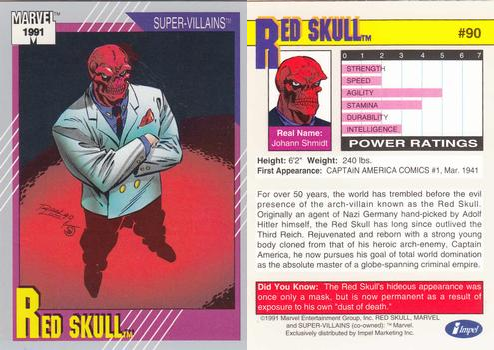 MARVEL
1991
SUPER-VILLAINS™
RED SKULL™
RED SKULL™
#90
0 1 2 3 4 5 6 7
STRENGTH
SPEED
AGILITY
STAMINA
DURABILITY
INTELLIGENCE
POWER RATINGS
Real Name:
Johann Shmidt
Height: 6'2" Weight: 240 lbs.
First Appearance: CAPTAIN AMERICA COMICS #1, Mar. 1941
For over 50 years, the world has trembled before the evil
presence of the arch-villain known as the Red Skull.
Originally an agent of Nazi Germany hand-picked by Adolf
Hitler himself, the Red Skull has long since outlived the
Third Reich. Rejuvenated and reborn with a strong young
body cloned from that of his heroic arch-enemy, Captain
America, he now pursues his goal of total world domination
as the absolute master of a globe-spanning criminal empire.
Did You Know: The Red Skull's hideous appearance was
once only a mask, but is now permanent as a result of
exposure to his own "dust of death."
©1991 Marvel Entertainment Group, Inc. RED SKULL, MARVEL
and SUPER-VILLAINS (co-owned): ™ Marvel.
Exclusively distributed by Impel Marketing Inc.
impel